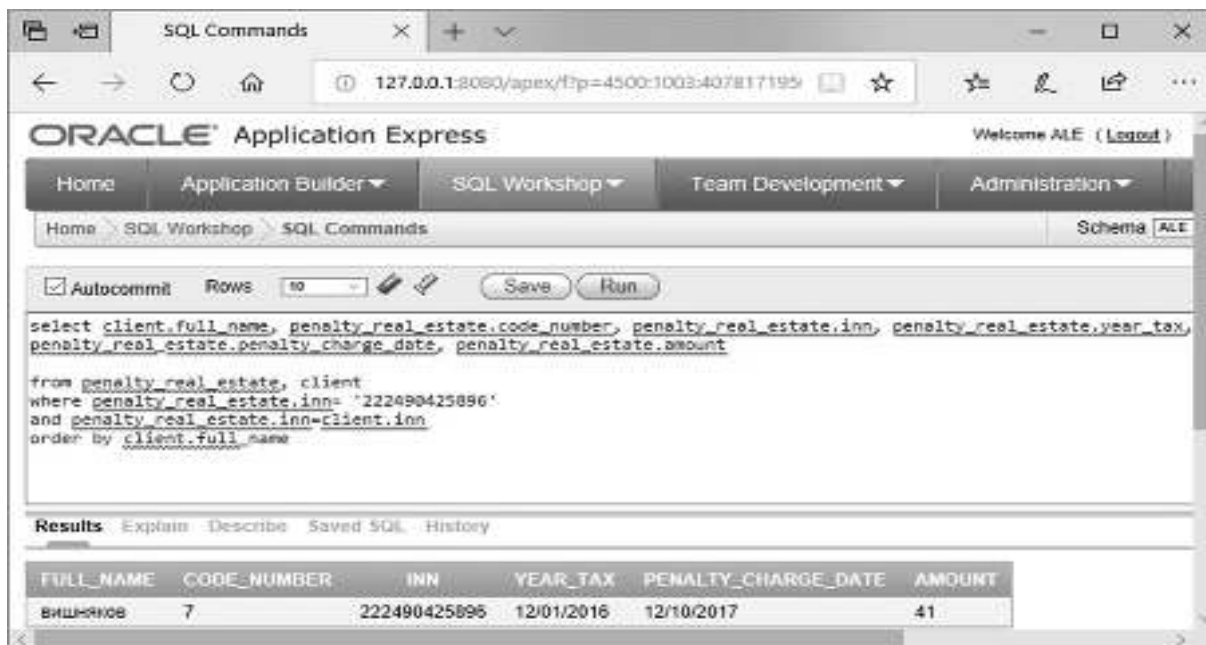 SQL Commands
127.0.0.1:8080/apex/f?p=4500:1003:407817195
ORACLE Application Express
Welcome ALE ( Logout )
Home Application Builder SQL Workshop Team Development Administration
Home SQL Workshop SQL Commands
Schema ALE
Autocommit Rows 10 Save Run
select client.full_name, penalty_real_estate.code_number, penalty_real_estate.inn, penalty_real_estate.year_tax,
penalty_real_estate.penalty_charge_date, penalty_real_estate.amount
from penalty_real_estate, client
where penalty_real_estate.inn= '222490425896'
and penalty_real_estate.inn=client.inn
order by client.full_name
Results Explain Describe Saved SQL History
FULL_NAME CODE_NUMBER INN YEAR_TAX PENALTY_CHARGE_DATE AMOUNT
вишняков 7 222490425896 12/01/2016 12/10/2017 41